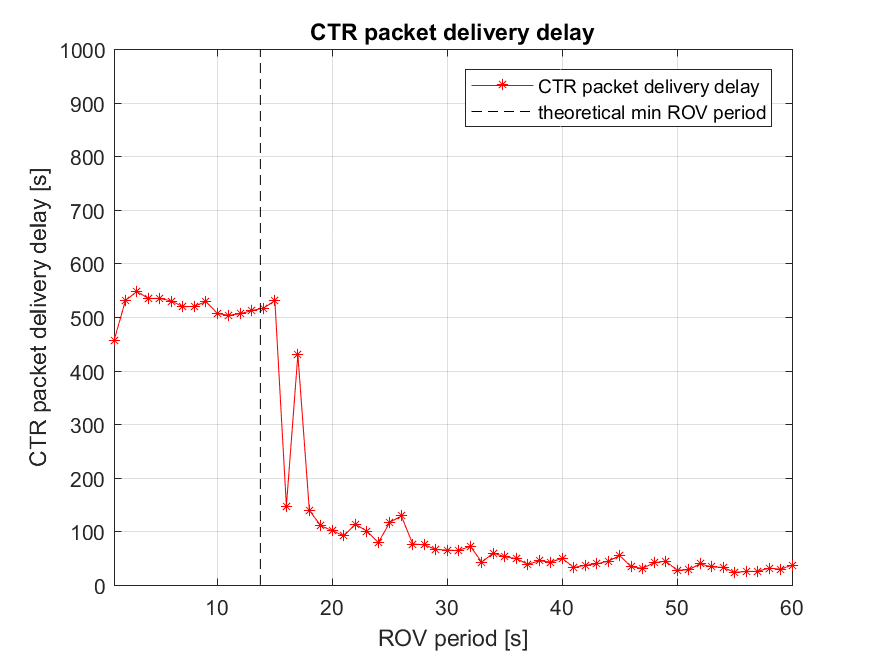 CTR packet delivery delay
CTR packet delivery delay [s]
1000
900
800
700
600
500
400
300
200
100
0
CTR packet delivery delay
theoretical min ROV period
10 20 30 40 50 60
ROV period [s]